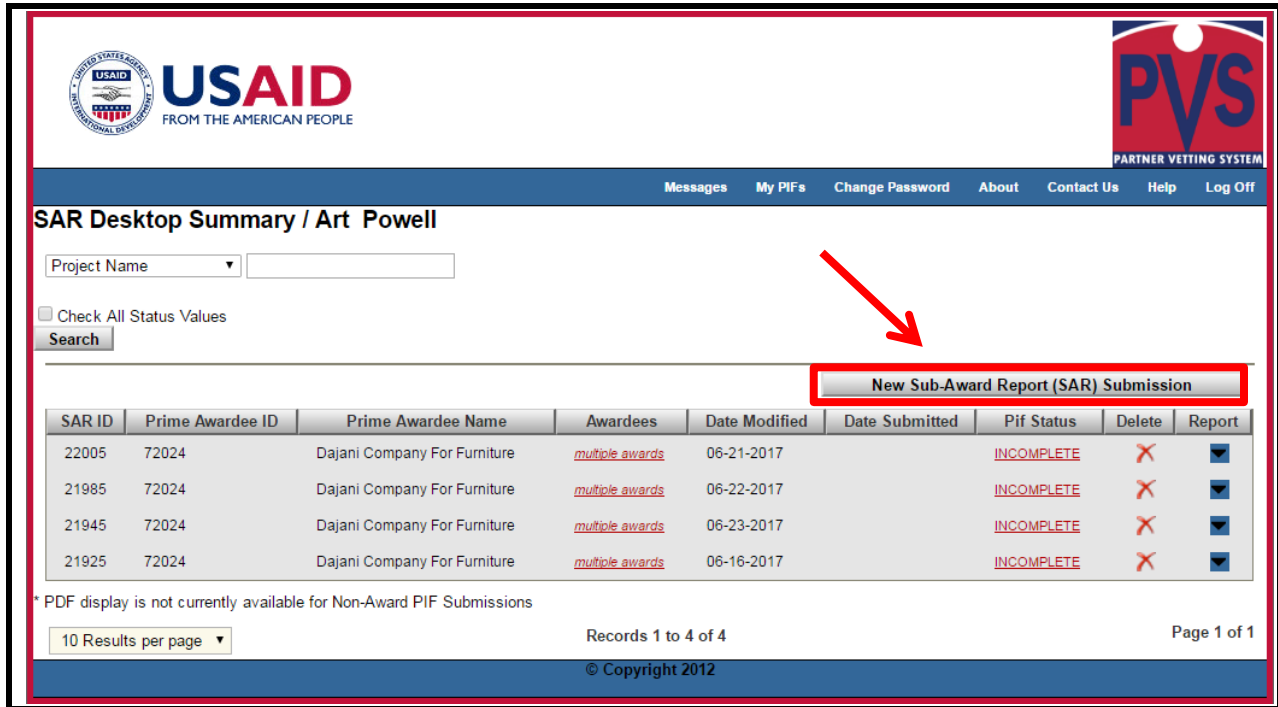 UNITED STATES AGENCY
INTERNATIONAL DEVELOPMENT
USAID
USAID
FROM THE AMERICAN PEOPLE
PVS
PARTNER VETTING SYSTEM
Messages My PIFs Change Password About Contact Us Help Log Off
SAR Desktop Summary / Art Powell
Project Name
Check All Status Values
Search
New Sub-Award Report (SAR) Submission
SAR ID Prime Awardee ID Prime Awardee Name Awardees Date Modified Date Submitted Pif Status Delete Report
22005 72024 Dajani Company For Furniture multiple awards 06-21-2017 INCOMPLETE
21985 72024 Dajani Company For Furniture multiple awards 06-22-2017 INCOMPLETE
21945 72024 Dajani Company For Furniture multiple awards 06-23-2017 INCOMPLETE
21925 72024 Dajani Company For Furniture multiple awards 06-16-2017 INCOMPLETE
* PDF display is not currently available for Non-Award PIF Submissions
10 Results per page Records 1 to 4 of 4 Page 1 of 1
© Copyright 2012